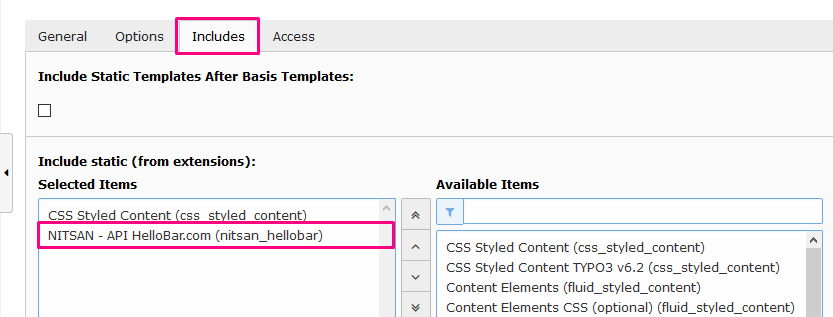 General Options Includes Access
Include Static Templates After Basis Templates:
Include static (from extensions):
Selected Items
Available Items
CSS Styled Content (css_styled_content)
NITSAN - API HelloBar.com (nitsan_hellobar)
CSS Styled Content (css_styled_content)
CSS Styled Content TYPO3 v6.2 (css_styled_content)
Content Elements (fluid_styled_content)
Content Elements CSS (optional) (fluid_styled_content)